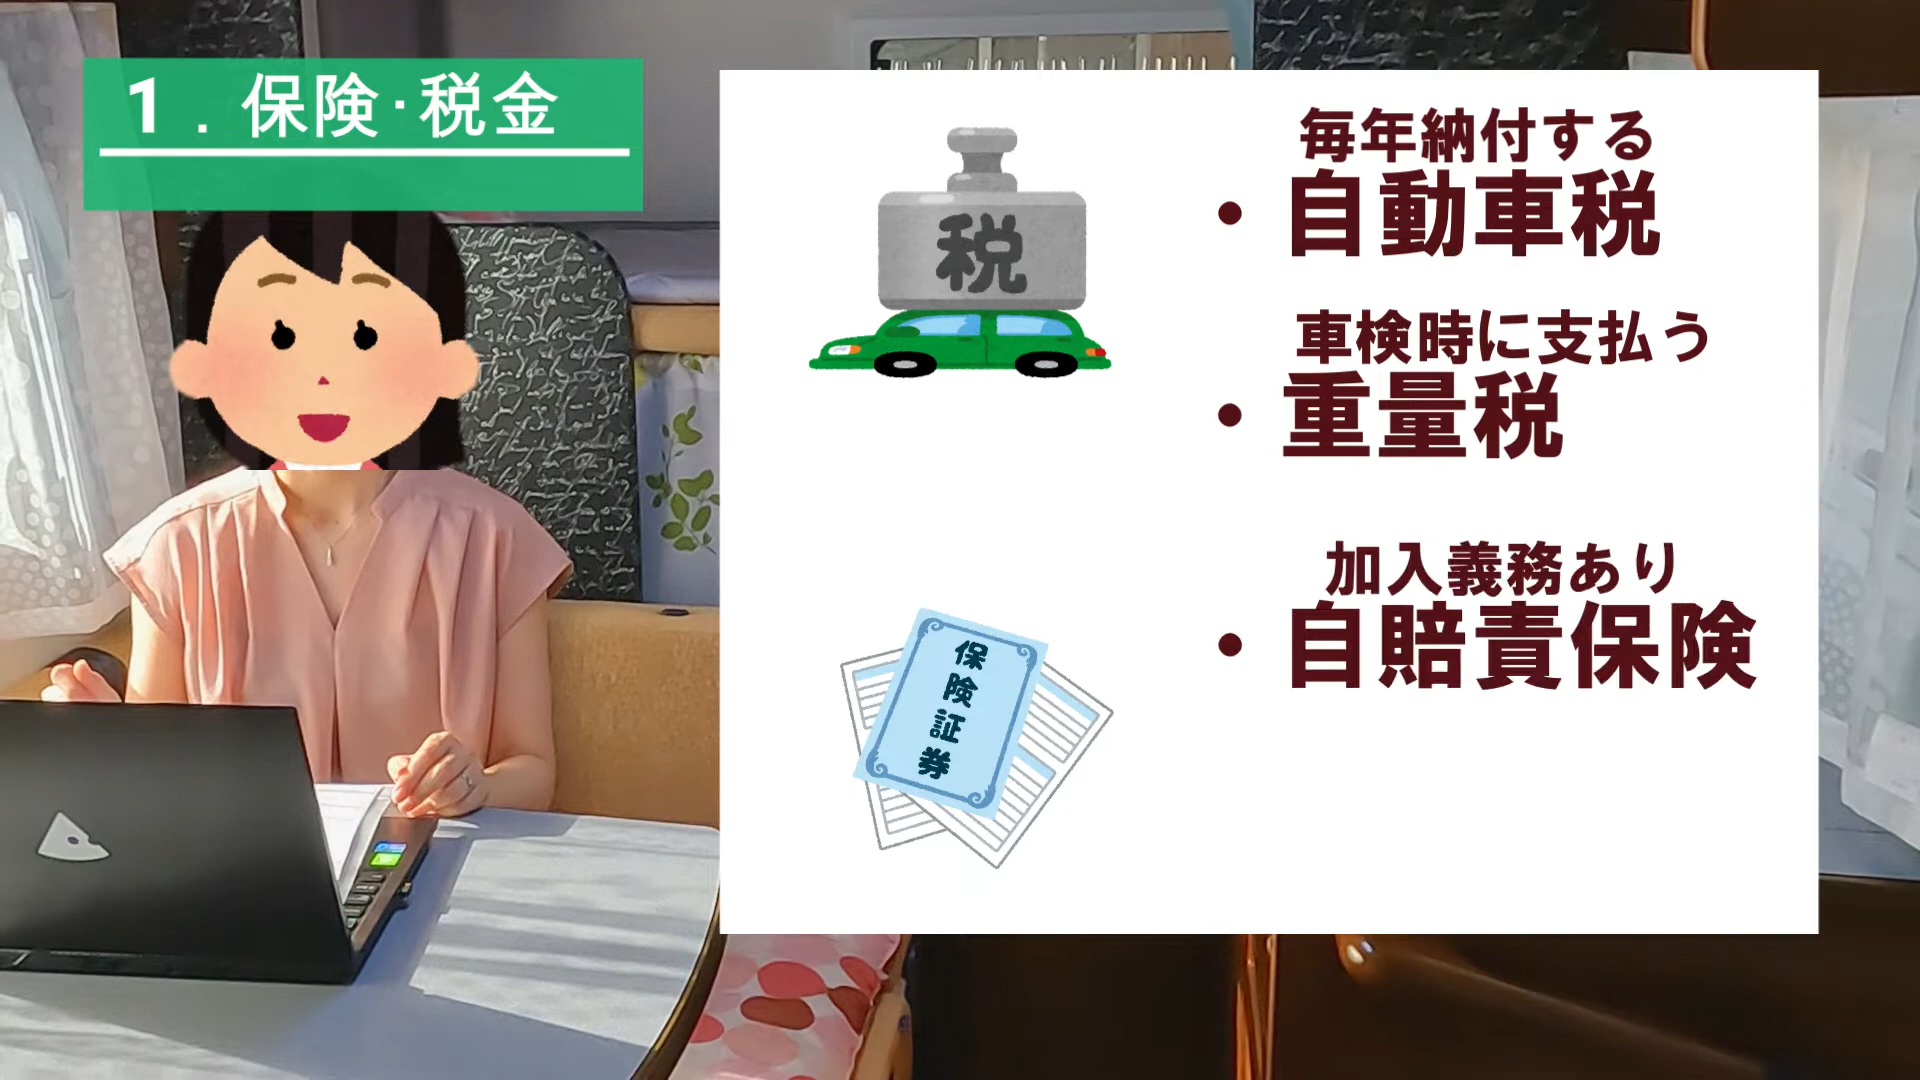 1．保険･税金
税
毎年納付する
・自動車税
車検時に支払う
・重量税
加入義務あり
・自賠責保険
保険証券